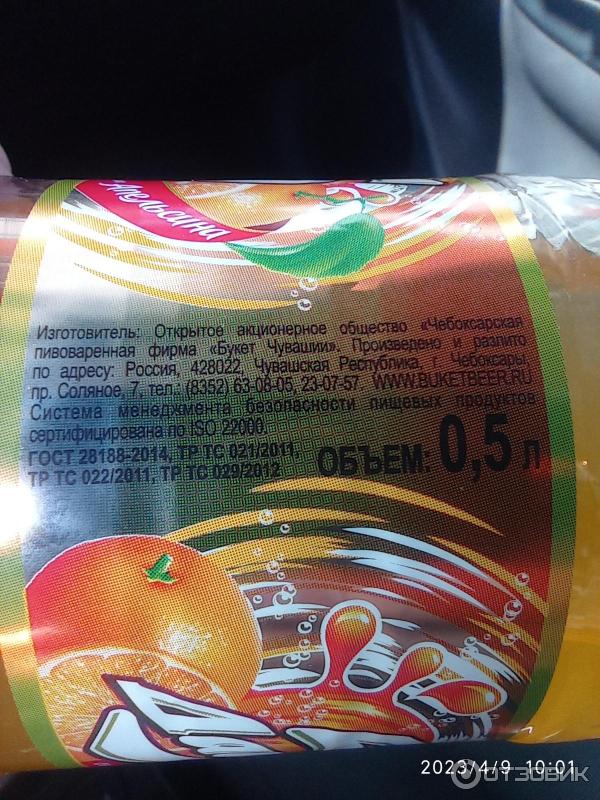 Апельсина
Изготовитель: Открытое акционерное общество «Чебоксарская
пивоваренная фирма «Букет Чувашии». Произведено и разлито
по адресу: Россия, 428022, Чувашская Республика, г. Чебоксары,
пр. Соляное, 7, тел.: (8352) 63-08-05, 23-07-57. WWW.BUKETBEER.RU
Система менеджмента безопасности пищевых продуктов
сертифицирована по ISO 22000.
ГОСТ 28188-2014, ТР ТС 021/2011,
ТР ТС 022/2011, ТР ТС 029/2012
ОБЪЕМ: 0,5 л
2023/4/9 10:01
ОТЗОВИК